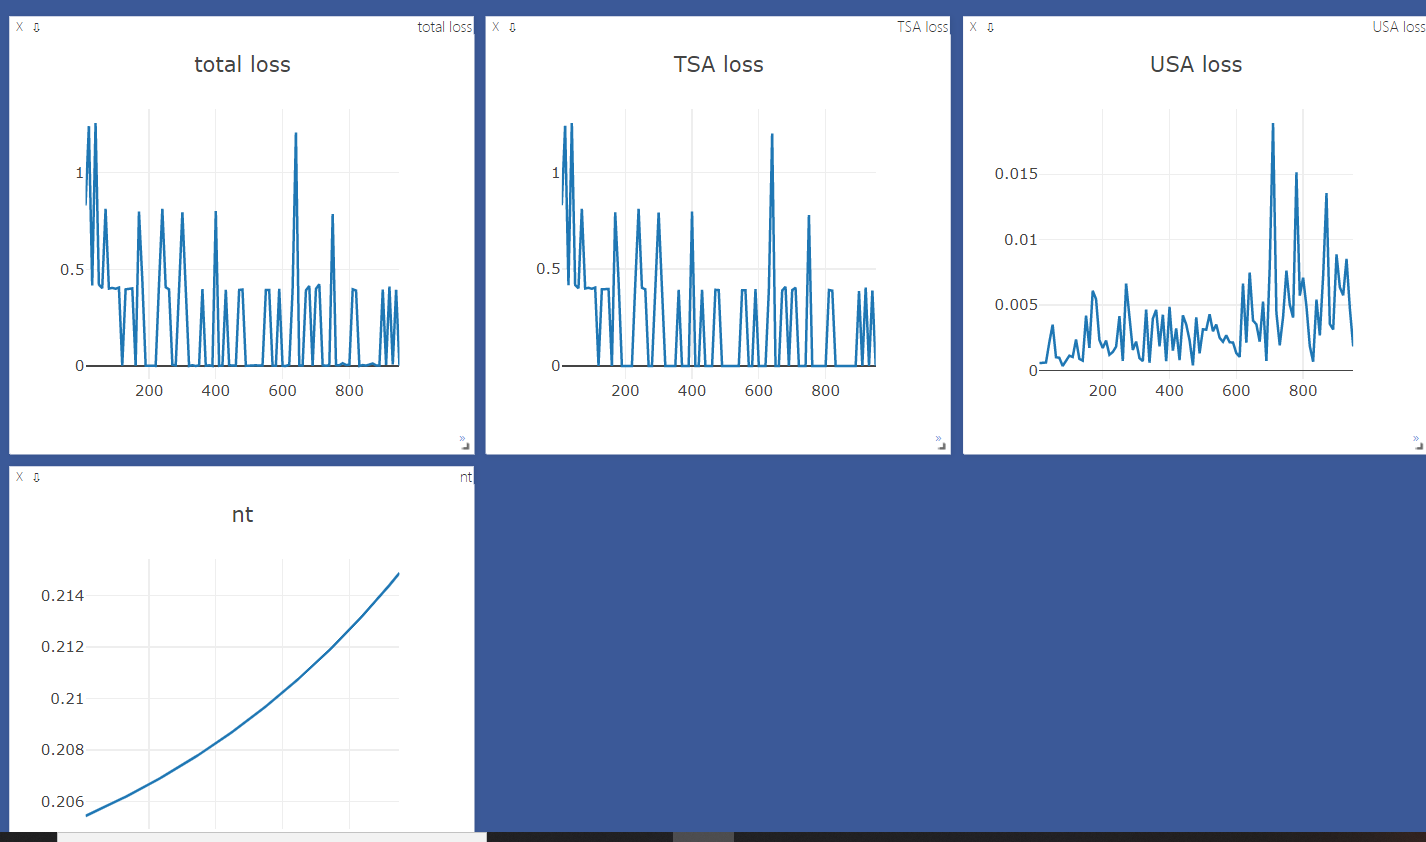 X ⇩ total loss
total loss
1
0.5
0
200 400 600 800
»
X ⇩ TSA loss
TSA loss
1
0.5
0
200 400 600 800
»
X ⇩ USA loss
USA loss
0.015
0.01
0.005
0
200 400 600 800
»
X ⇩ nt
nt
0.214
0.212
0.21
0.208
0.206